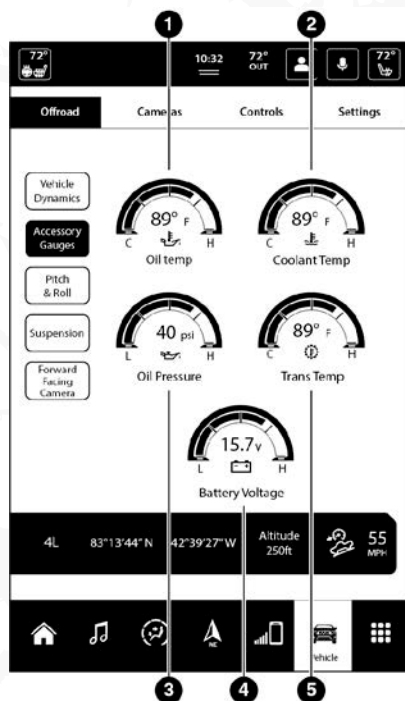 1
2
72°
10:32
72°
OUT
72°
Offroad
Cameras
Controls
Settings
Vehicle
Dynamics
Accessory
Gauges
Pitch
& Roll
Suspension
Forward
Facing
Camera
89° F
C
H
Oil temp
89° F
C
H
Coolant Temp
40 psi
L
H
Oil Pressure
89° F
C
H
Trans Temp
15.7v
L
H
Battery Voltage
4L
83°13'44" N
42°39'27" W
Altitude
250ft
55
MPH
NE
Vehicle
3
4
5